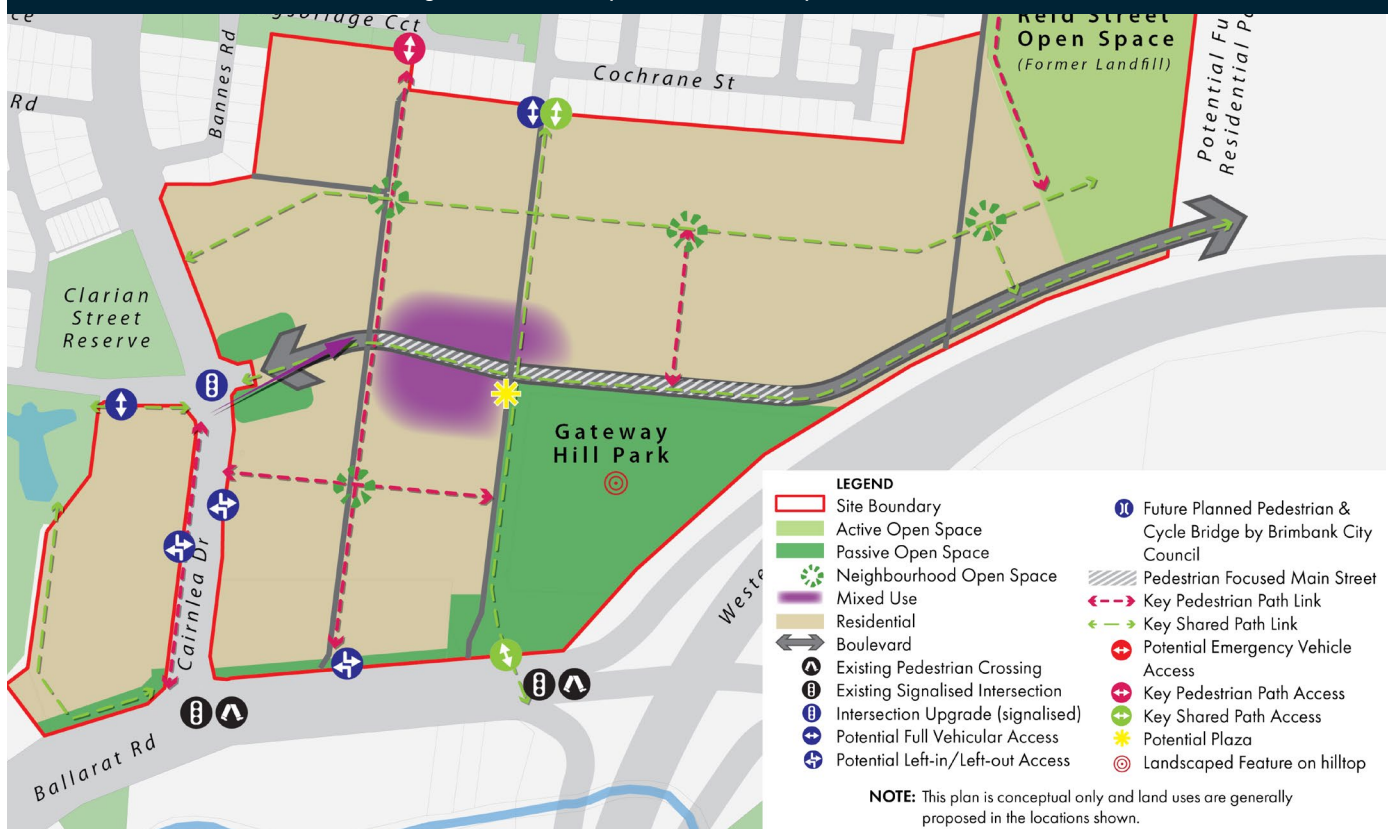 Cct
Reid Street
Open Space
(Former Landfill)
Potential
Residential
Rd
Bannes Rd
Cochrane St
Clarian
Street
Reserve
Gateway
Hill Park
Cairnlea Dr
Ballarat Rd
LEGEND
Site Boundary
Active Open Space
Passive Open Space
Neighbourhood Open Space
Mixed Use
Residential
Boulevard
Existing Pedestrian Crossing
Existing Signalised Intersection
Intersection Upgrade (signalised)
Potential Full Vehicular Access
Potential Left-in/Left-out Access
Future Planned Pedestrian &
Cycle Bridge by Brimbank City
Council
Pedestrian Focused Main Street
Key Pedestrian Path Link
Key Shared Path Link
Potential Emergency Vehicle
Access
Key Pedestrian Path Access
Key Shared Path Access
Potential Plaza
Landscaped Feature on hilltop
NOTE: This plan is conceptual only and land uses are generally
proposed in the locations shown.